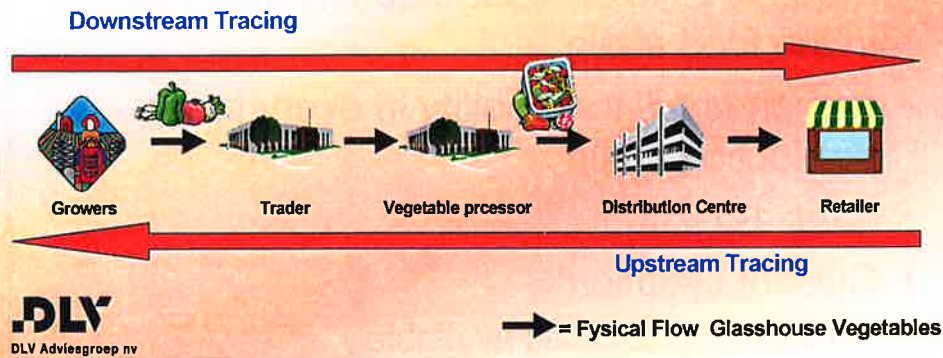 Downstream Tracing
Growers
Trader
Vegetable prcessor
Distribution Centre
Retailer
Upstream Tracing
DLV
DLV Adviesgroep nv
= Fysical Flow Glasshouse Vegetables